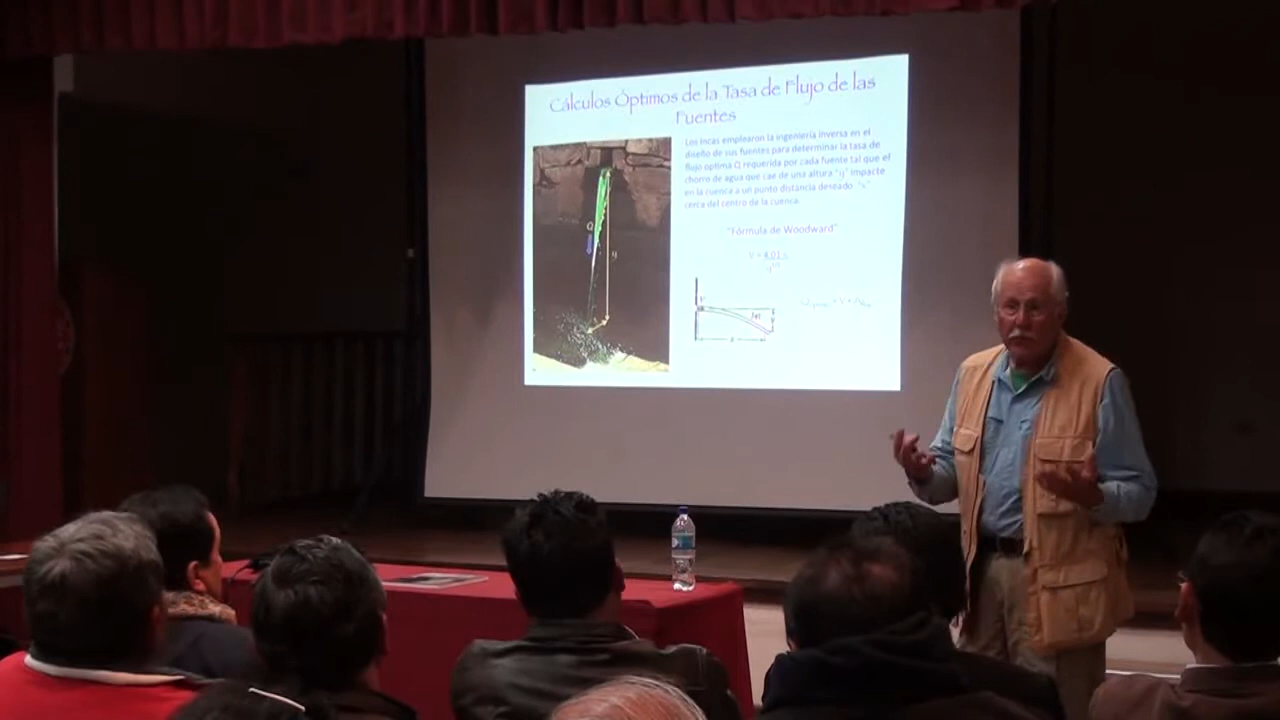 Cálculos Óptimos de la Tasa de Flujo de las
Fuentes
Los Incas emplearon la ingeniería inversa en el
diseño de sus fuentes para determinar la tasa de
flujo optima Q requerida por cada fuente tal que el
chorro de agua que cae de una altura "y" impacte
en la cuenca a un punto distancia deseado "x"
cerca del centro de la cuenca.
"Fórmula de Woodward"
V = 4.01 x
y
Q
y
Jet